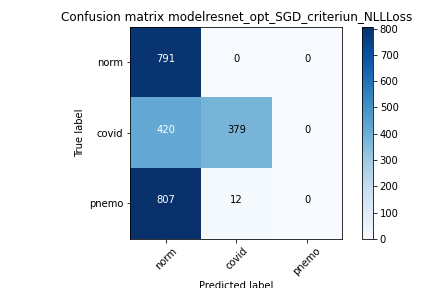 Confusion matrix modelresnet_opt_SGD_criteriun_NLLLoss
norm 791 0 0
covid 420 379 0
pnemo 807 12 0
True label
norm covid pnemo
Predicted label
800
700
600
500
400
300
200
100
0